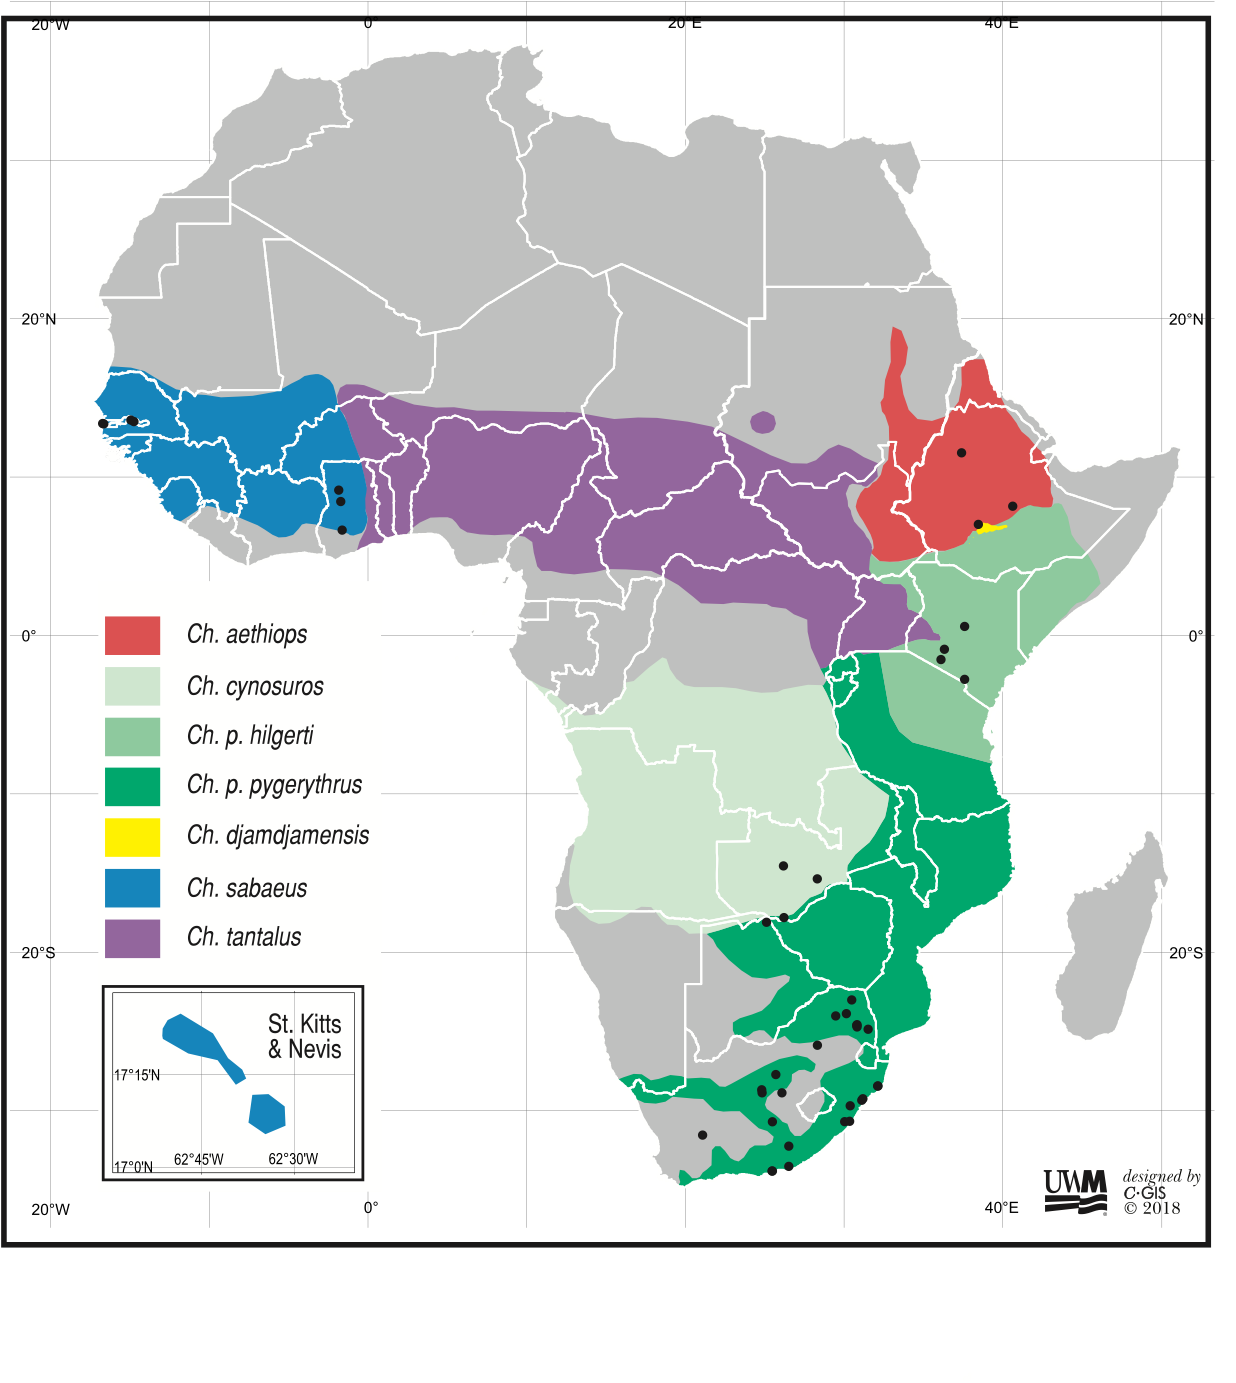 20°W 0° 20°E 40°E
20°N 20°N
Ch. aethiops
0° 0°
Ch. cynosuros
Ch. p. hilgerti
Ch. p. pygerythrus
Ch. djamdjamensis
Ch. sabaeus
Ch. tantalus
20°S 20°S
St. Kitts
& Nevis
17°15'N
17°0'N 62°45'W 62°30'W
UWM designed by
C·GIS
© 2018
20°W 0° 40°E